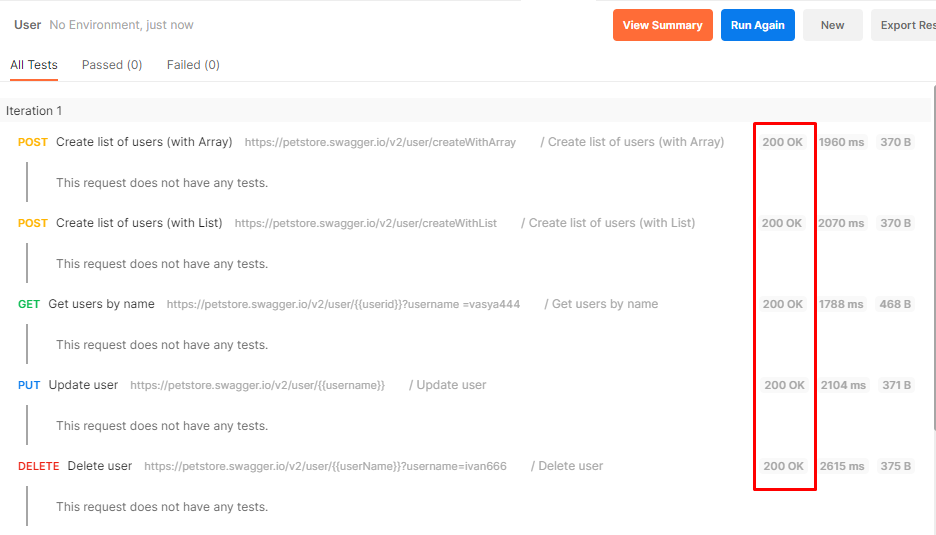 User No Environment, just now View Summary Run Again New Export Res
All Tests Passed (0) Failed (0)
Iteration 1
POST Create list of users (with Array) https://petstore.swagger.io/v2/user/createWithArray / Create list of users (with Array) 200 OK 1960 ms 370 B
This request does not have any tests.
POST Create list of users (with List) https://petstore.swagger.io/v2/user/createWithList / Create list of users (with List) 200 OK 2070 ms 370 B
This request does not have any tests.
GET Get users by name https://petstore.swagger.io/v2/user/{{userid}}?username =vasya444 / Get users by name 200 OK 1788 ms 468 B
This request does not have any tests.
PUT Update user https://petstore.swagger.io/v2/user/{{username}} / Update user 200 OK 2104 ms 371 B
This request does not have any tests.
DELETE Delete user https://petstore.swagger.io/v2/user/{{userName}}?username=ivan666 / Delete user 200 OK 2615 ms 375 B
This request does not have any tests.